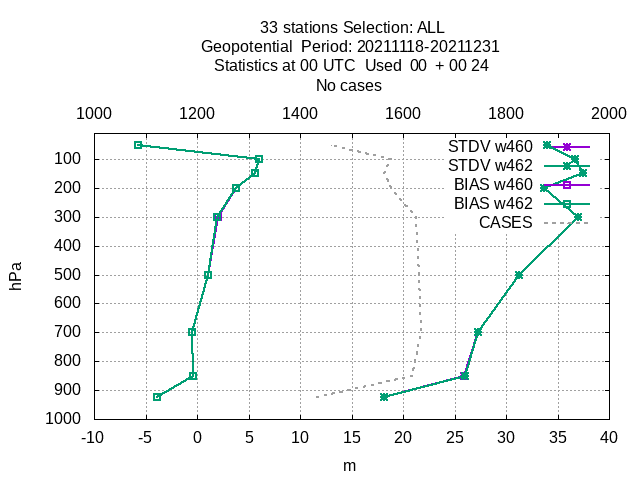 33 stations Selection: ALL
Geopotential  Period: 20211118-20211231
Statistics at 00 UTC  Used  00  + 00 24
No cases
1000 1200 1400 1600 1800 2000
STDV w460
STDV w462
BIAS w460
BIAS w462
CASES
100
200
300
400
500
600
700
800
900
1000
hPa
-10 -5 0 5 10 15 20 25 30 35 40
m